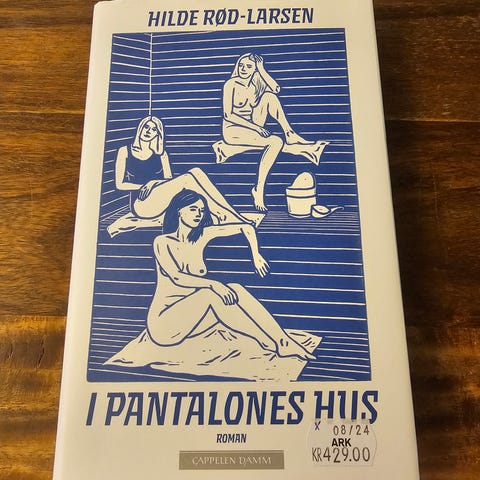 HILDE RØD-LARSEN
I PANTALONES HUS
ROMAN
CAPPELEN DAMM
X 08/24
ARK
KR429.00